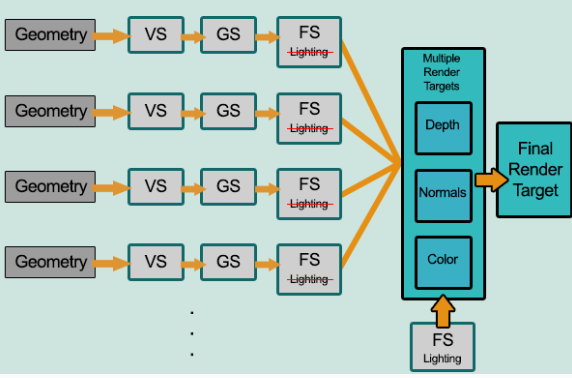 Geometry VS GS FS
Lighting
Geometry VS GS FS
Lighting
Geometry VS GS FS
Lighting
Geometry VS GS FS
Lighting
Multiple
Render
Targets
Depth
Normals
Color
Final
Render
Target
FS
Lighting